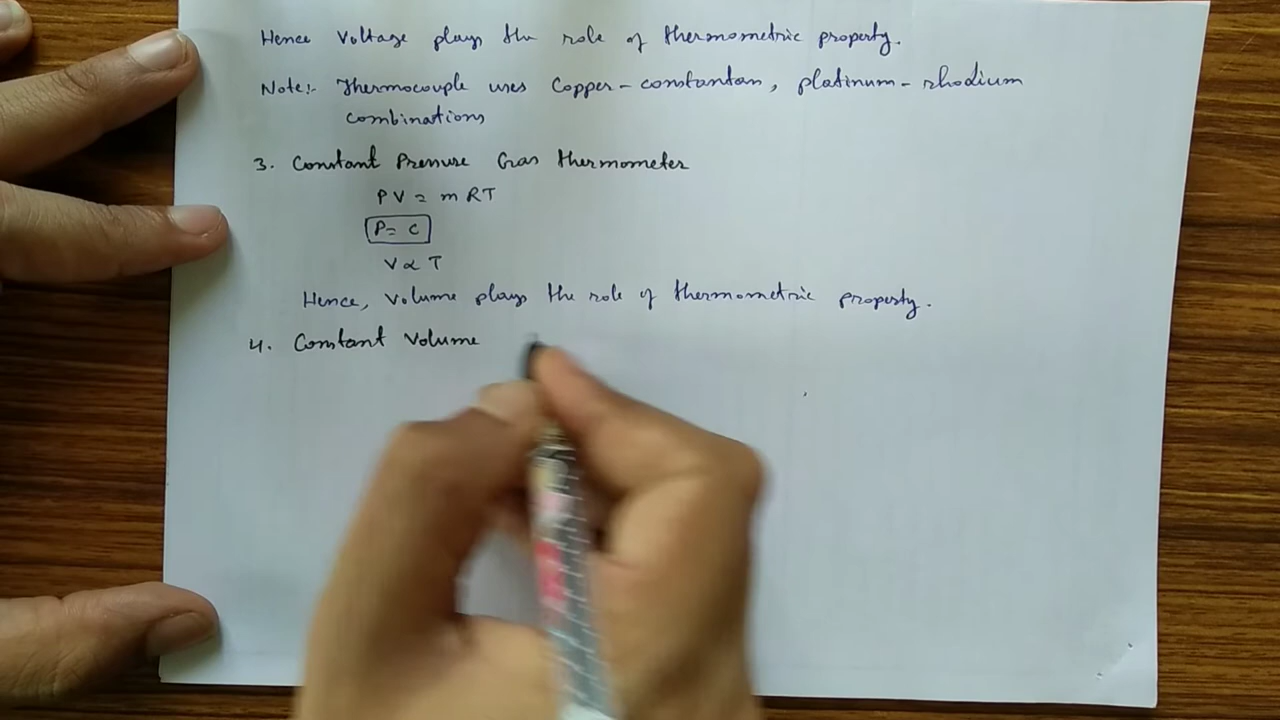 Hence Voltage plays the role of thermometric property.
Note:- Thermocouple uses Copper - constantan, platinum - rhodium
combinations
3. Constant Pressure Gas thermometer
PV = mRT
P = C
V ∝ T
Hence, Volume plays the role of thermometric property.
4. Constant Volume